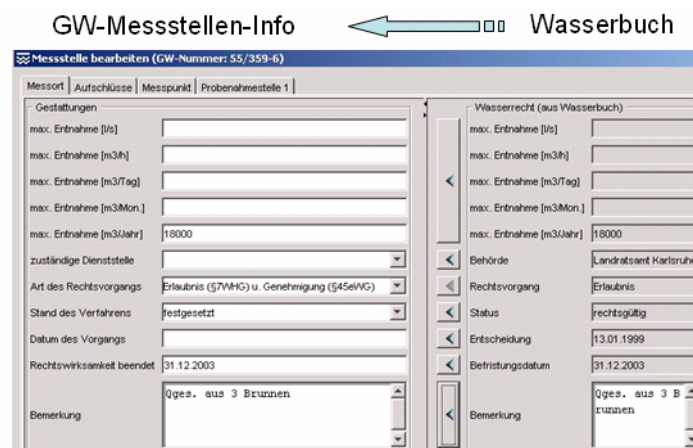 GW-Messstellen-Info Wasserbuch
Messstelle bearbeiten (GW-Nummer: 55/359-6)
Messort Aufschlüsse Messpunkt Probenahmestelle 1
Gestattungen Wasserrecht (aus Wasserbuch)
max. Entnahme [l/s] max. Entnahme [l/s]
max. Entnahme [m3/h] max. Entnahme [m3/h]
max. Entnahme [m3/Tag] max. Entnahme [m3/Tag]
max. Entnahme [m3/Mon.] max. Entnahme [m3/Mon.]
max. Entnahme [m3/Jahr] 18000 max. Entnahme [m3/Jahr] 18000
zuständige Dienststelle Behörde Landratsamt Karlsruhe
Art des Rechtsvorgangs Erlaubnis (§7WHG) u. Genehmigung (§45eWG) Rechtsvorgang Erlaubnis
Stand des Verfahrens festgesetzt Status rechtsgültig
Datum des Vorgangs Entscheidung 13.01.1999
Rechtswirksamkeit beendet 31.12.2003 Befristungsdatum 31.12.2003
Bemerkung Qges. aus 3 Brunnen Bemerkung Qges. aus 3 B
runnen